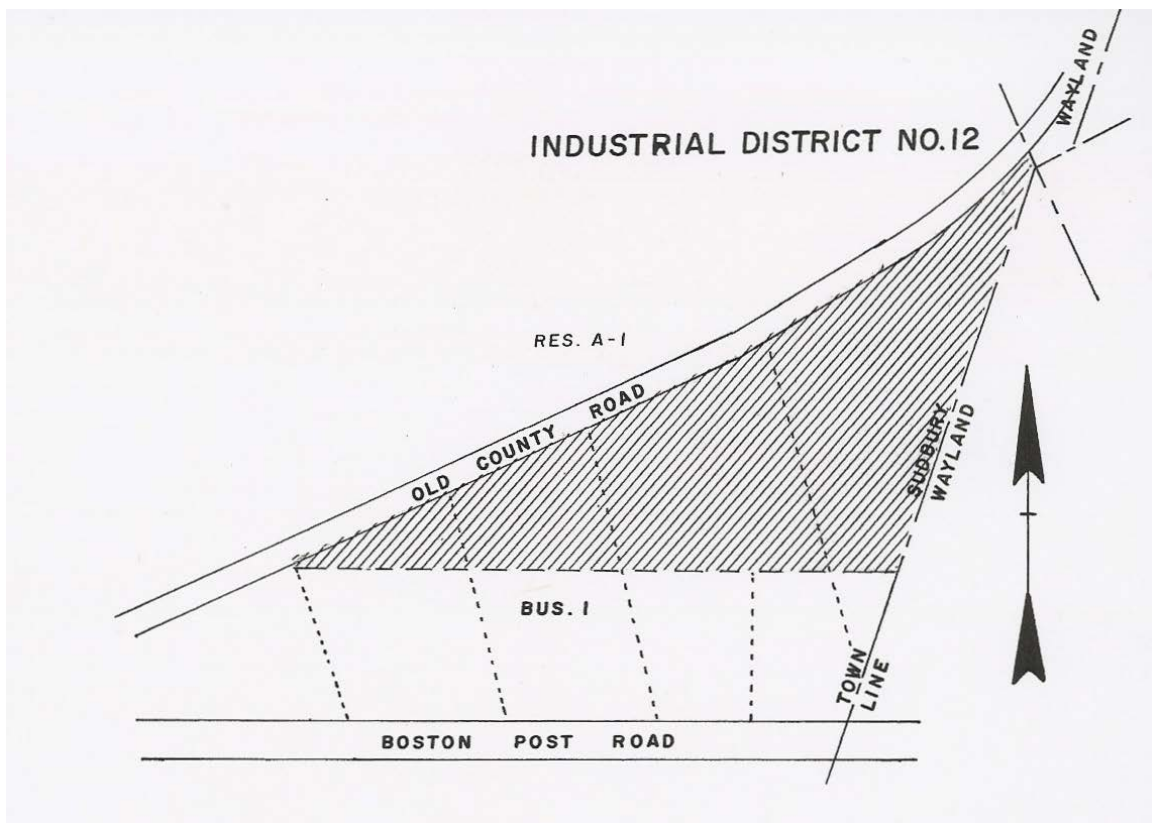 WAYLAND
INDUSTRIAL DISTRICT NO. 12
RES. A-1
OLD COUNTY ROAD
SUDBURY
WAYLAND
BUS. 1
TOWN
LINE
BOSTON POST ROAD